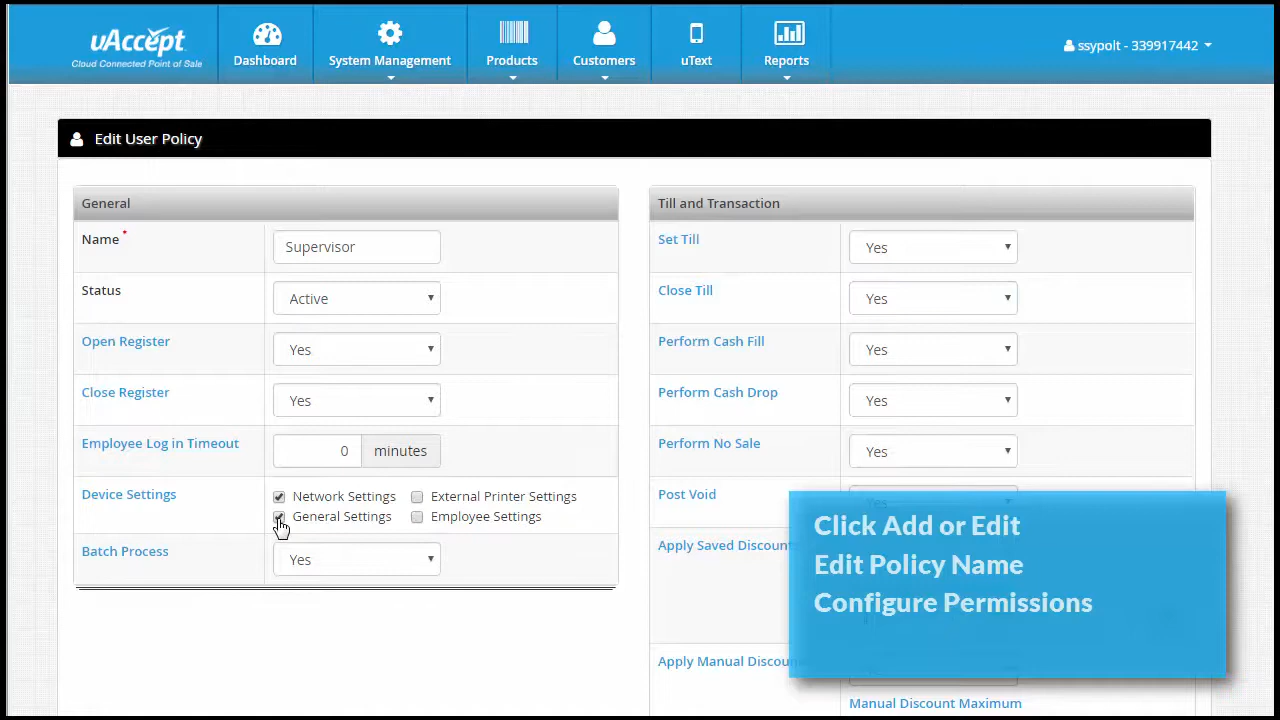 uAccept
Cloud Connected Point of Sale
Dashboard
System Management
Products
Customers
uText
Reports
ssypolt - 339917442
Edit User Policy
General
Name *
Supervisor
Status
Active
Open Register
Yes
Close Register
Yes
Employee Log in Timeout
0 minutes
Device Settings
Network Settings External Printer Settings
General Settings Employee Settings
Batch Process
Yes
Till and Transaction
Set Till
Yes
Close Till
Yes
Perform Cash Fill
Yes
Perform Cash Drop
Yes
Perform No Sale
Yes
Post Void
Yes
Apply Saved Discounts
Apply Manual Discou
Manual Discount Maximum
Click Add or Edit
Edit Policy Name
Configure Permissions